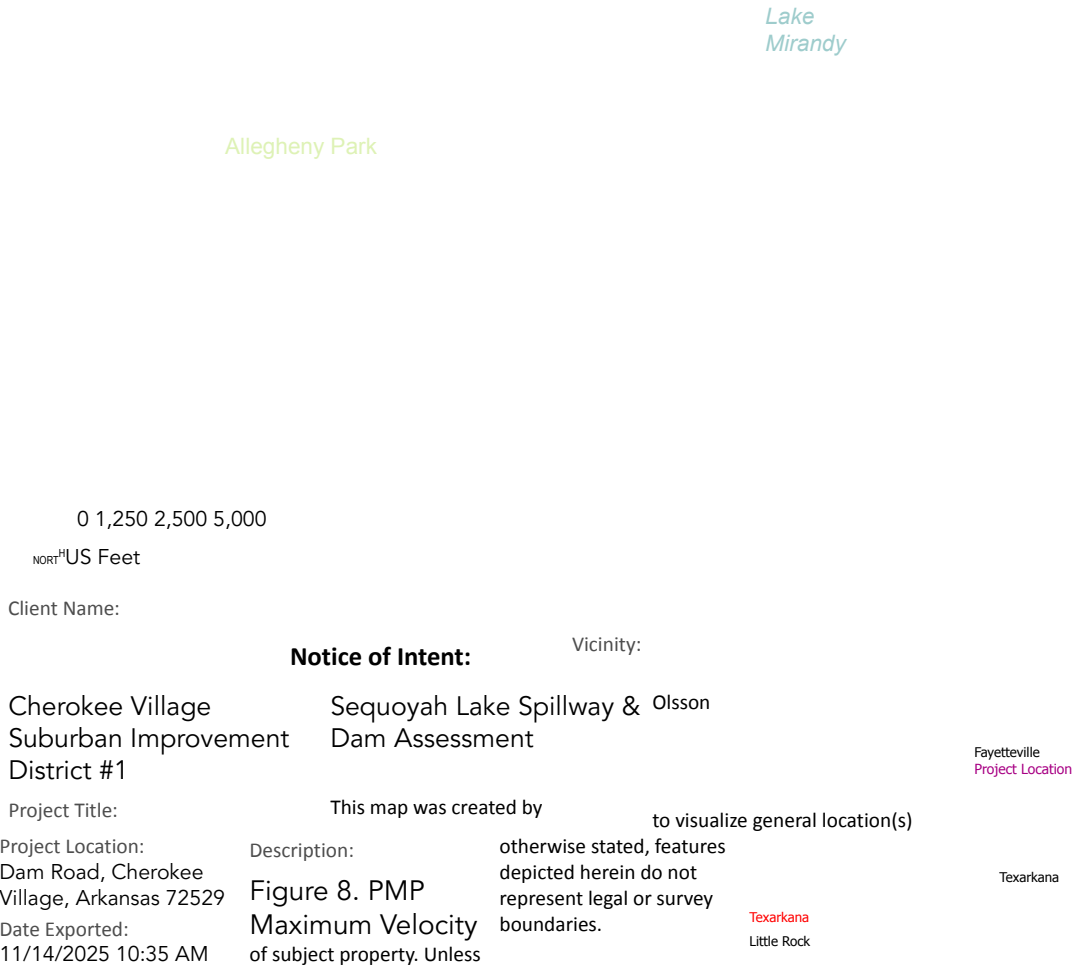 Lake
Mirandy
Allegheny Park
0 1,250 2,500 5,000
NORTH US Feet
Client Name:
Notice of Intent:
Vicinity:
Cherokee Village
Suburban Improvement
District #1
Sequoyah Lake Spillway &
Dam Assessment
Olsson
Fayetteville
Project Location
Project Title:
This map was created by
to visualize general location(s)
Project Location:
Dam Road, Cherokee
Village, Arkansas 72529
Date Exported:
11/14/2025 10:35 AM
Description:
Figure 8. PMP
Maximum Velocity
of subject property. Unless
otherwise stated, features
depicted herein do not
represent legal or survey
boundaries.
Texarkana
Texarkana
Little Rock